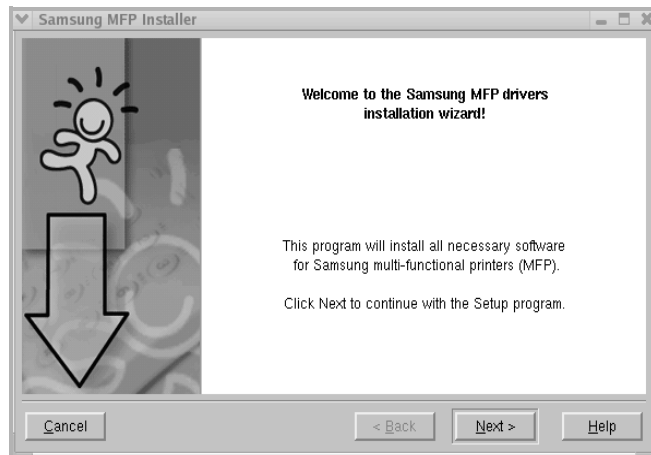 Samsung MFP Installer
Welcome to the Samsung MFP drivers
installation wizard!
This program will install all necessary software
for Samsung multi-functional printers (MFP).
Click Next to continue with the Setup program.
Cancel
< Back
Next >
Help